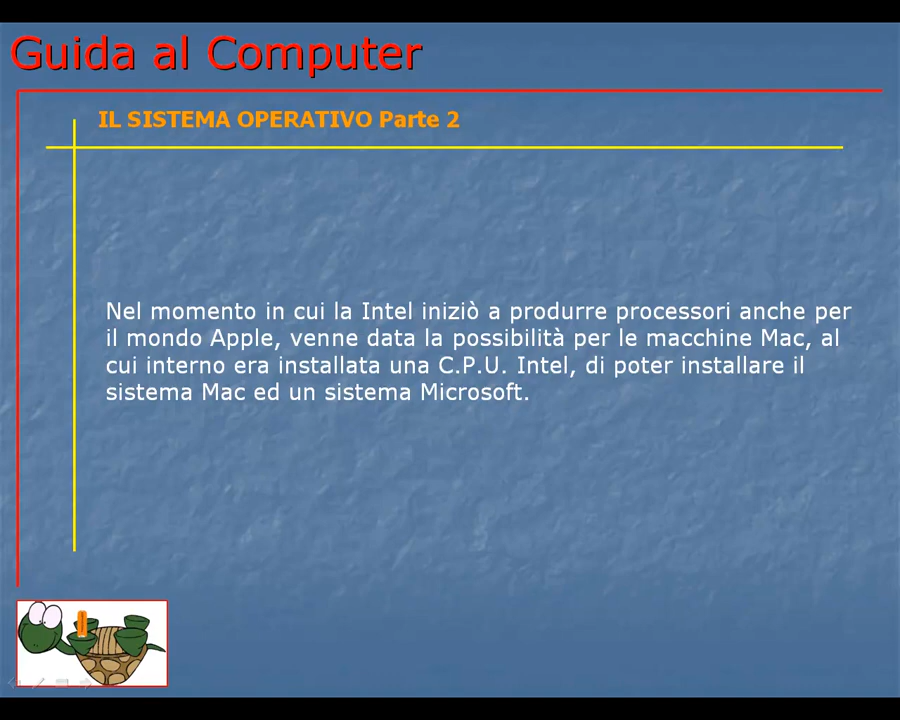 Guida al Computer
IL SISTEMA OPERATIVO Parte 2
Nel momento in cui la Intel iniziò a produrre processori anche per
il mondo Apple, venne data la possibilità per le macchine Mac, al
cui interno era installata una C.P.U. Intel, di poter installare il
sistema Mac ed un sistema Microsoft.